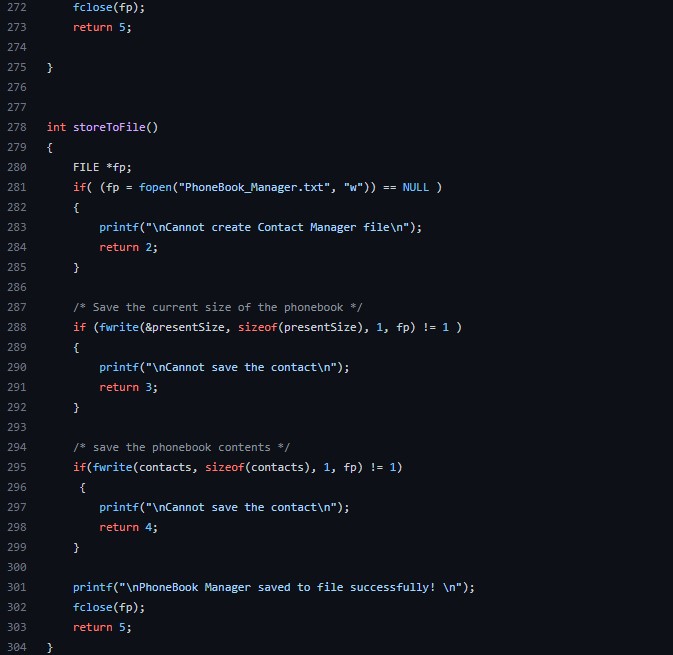 272 fclose(fp);
273 return 5;
274
275 }
276
277
278 int storeToFile()
279 {
280 FILE *fp;
281 if( (fp = fopen("PhoneBook_Manager.txt", "w")) == NULL )
282 {
283 printf("\nCannot create Contact Manager file\n");
284 return 2;
285 }
286
287 /* Save the current size of the phonebook */
288 if (fwrite(&presentSize, sizeof(presentSize), 1, fp) != 1 )
289 {
290 printf("\nCannot save the contact\n");
291 return 3;
292 }
293
294 /* save the phonebook contents */
295 if(fwrite(contacts, sizeof(contacts), 1, fp) != 1)
296 {
297 printf("\nCannot save the contact\n");
298 return 4;
299 }
300
301 printf("\nPhoneBook Manager saved to file successfully! \n");
302 fclose(fp);
303 return 5;
304 }